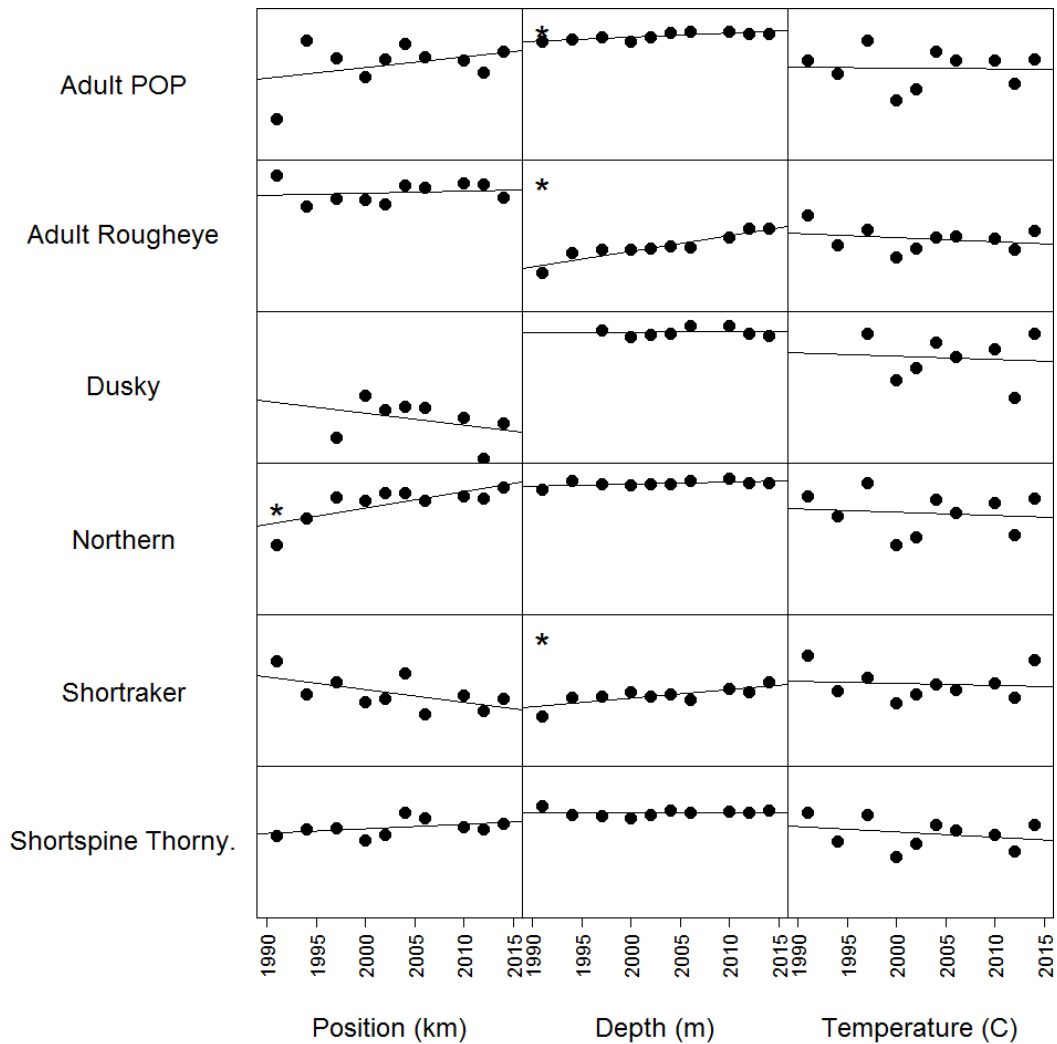 Adult POP
*
Adult Rougheye
*
Dusky
Northern
*
Shortraker
*
Shortspine Thorny.
1990 1995 2000 2005 2010 2015 1990 1995 2000 2005 2010 2015 1990 1995 2000 2005 2010 2015
Position (km) Depth (m) Temperature (C)